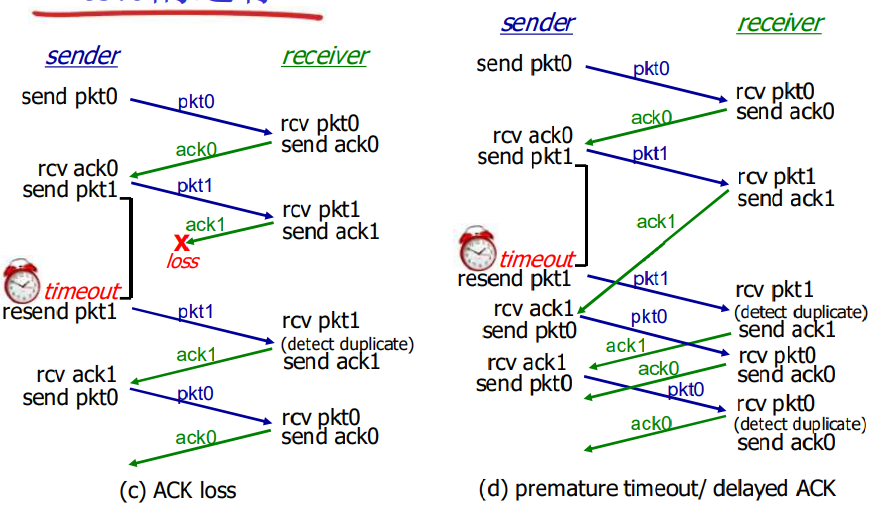 sender
receiver
send pkt0
pkt0
rcv pkt0
send ack0
ack0
rcv ack0
send pkt1
pkt1
rcv pkt1
send ack1
ack1
X
loss
timeout
resend pkt1
pkt1
rcv pkt1
(detect duplicate)
send ack1
ack1
rcv ack1
send pkt0
pkt0
rcv pkt0
send ack0
ack0
(c) ACK loss
sender
receiver
send pkt0
pkt0
rcv pkt0
send ack0
ack0
rcv ack0
send pkt1
pkt1
rcv pkt1
send ack1
ack1
timeout
resend pkt1
pkt1
rcv pkt1
(detect duplicate)
send ack1
rcv ack1
send pkt0
pkt0
ack1
rcv pkt0
send ack0
ack0
rcv ack1
send pkt0
pkt0
rcv pkt0
(detect duplicate)
send ack0
ack0
(d) premature timeout/ delayed ACK